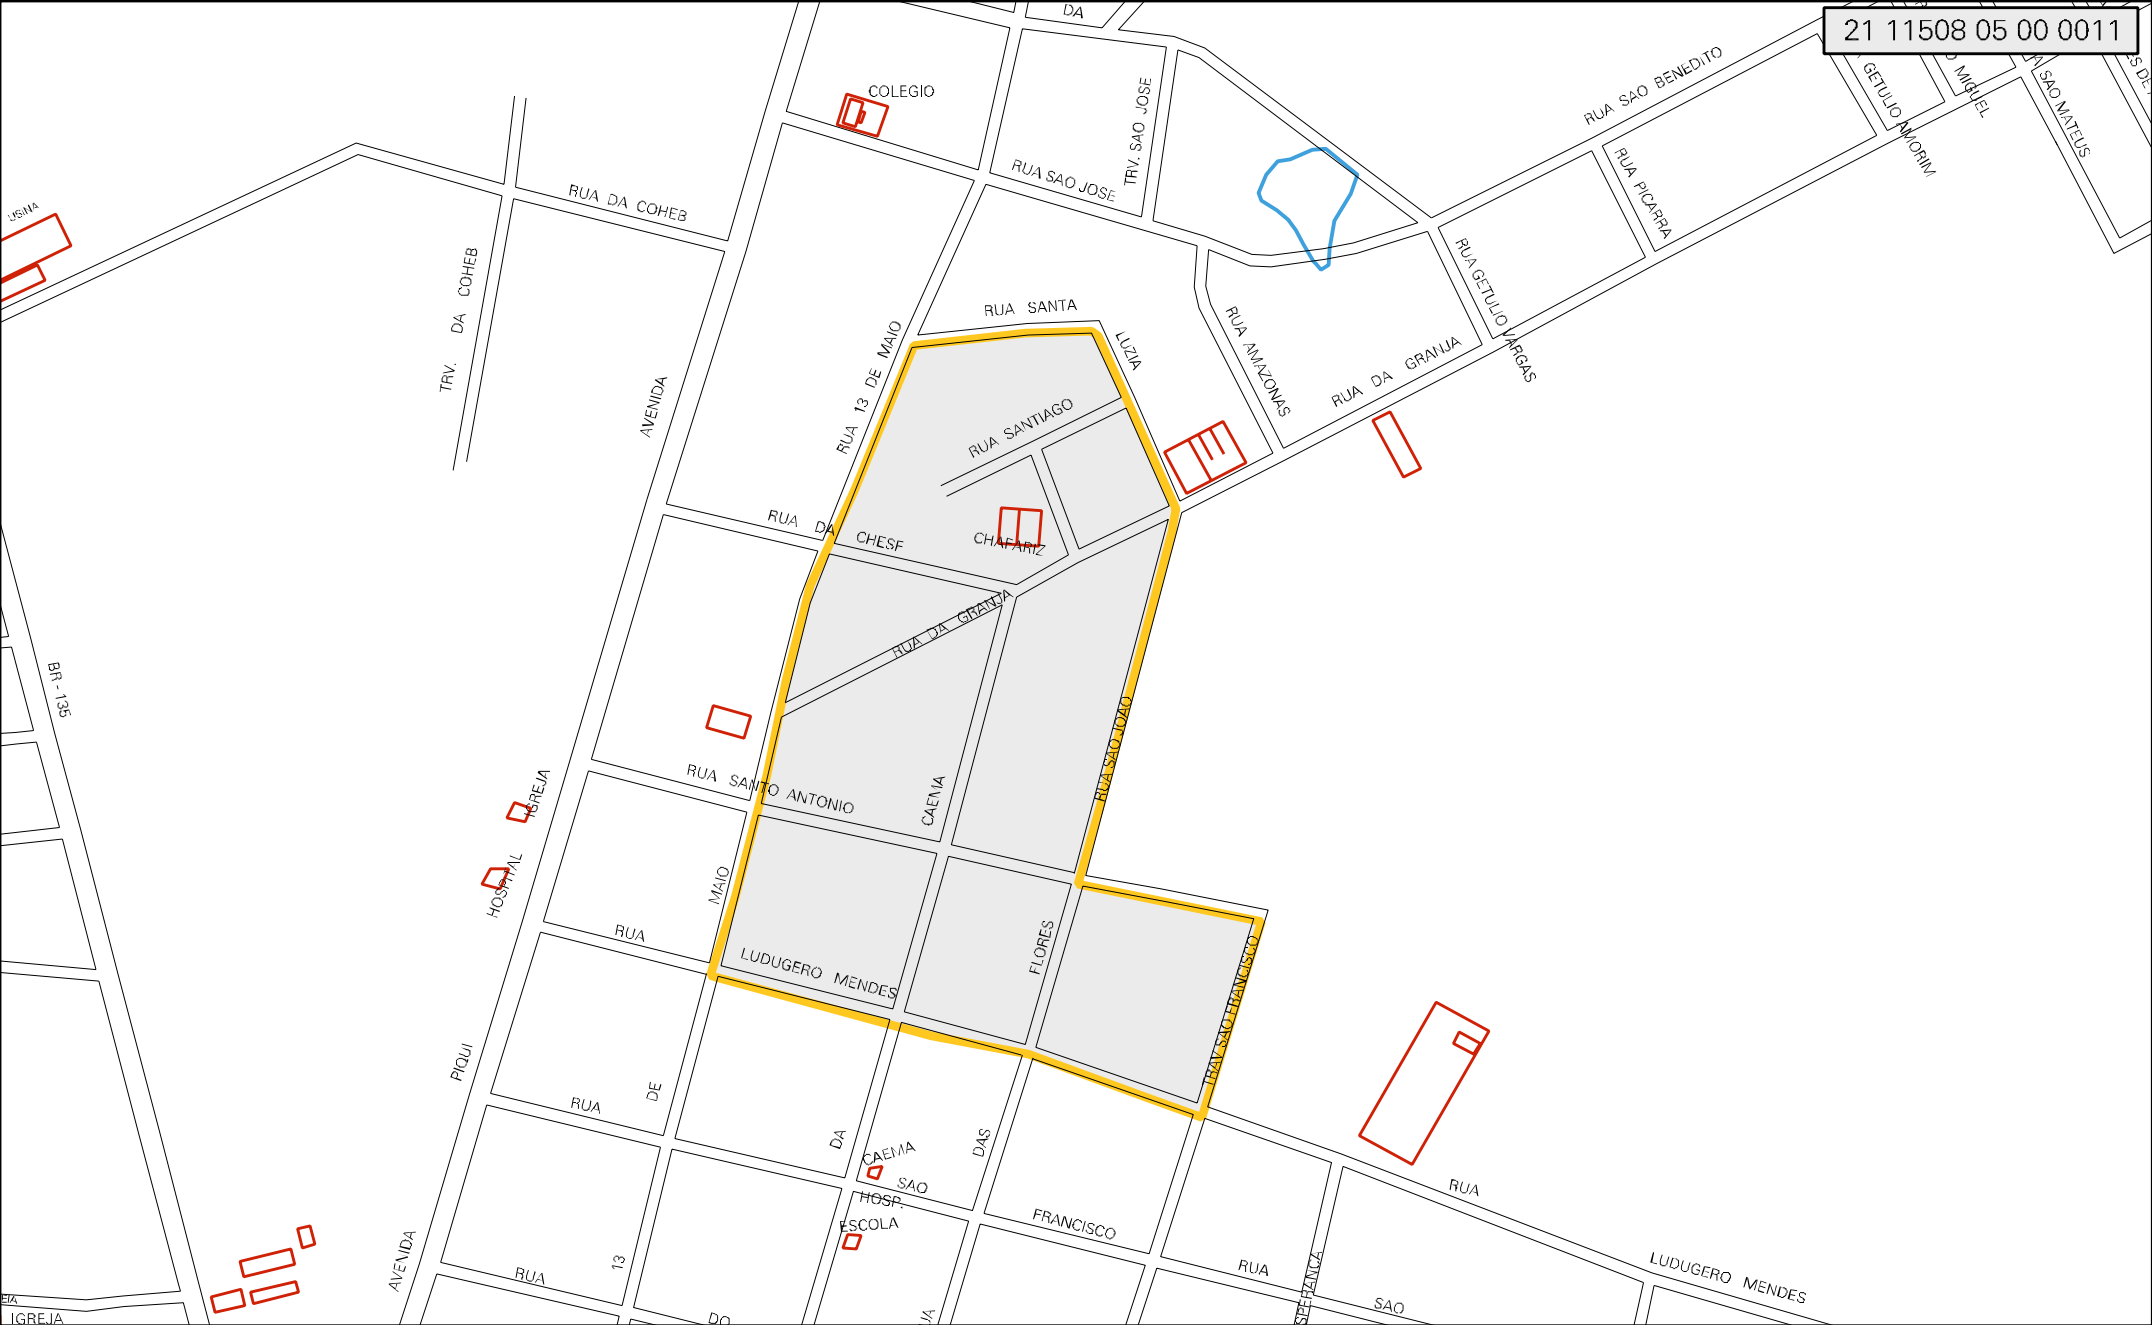 DA
21 11508 05 00 0011
COLEGIO
RUA SAO BENEDITO
GETULIO AMORIM
MIGUEL
SAO MATEUS
TRV. SAO JOSE
RUA SAO JOSE
RUA PICARRA
USINA
RUA DA COHEB
TRV. DA COHEB
RUA GETULIO VARGAS
RUA SANTA
LUZIA
RUA AMAZONAS
RUA DA GRANJA
RUA 13 DE MAIO
AVENIDA
RUA SANTIAGO
RUA DA CHESF
CHAFARIZ
RUA DA GRANJA
BR - 135
RUA SAO JOAO
RUA SANTO ANTONIO
CAEMA
IGREJA
HOSPITAL
MAIO
RUA
LUDUGERO MENDES
FLORES
TRAV SAO FRANCISCO
PIQUI
DE
RUA
DA
DAS
CAEMA
SAO
HOSP.
ESCOLA
FRANCISCO
RUA
LUDUGERO MENDES
AVENIDA
RUA
13
RUA
SPERANCA
SAO
DO
UA
EIA
IGREJA